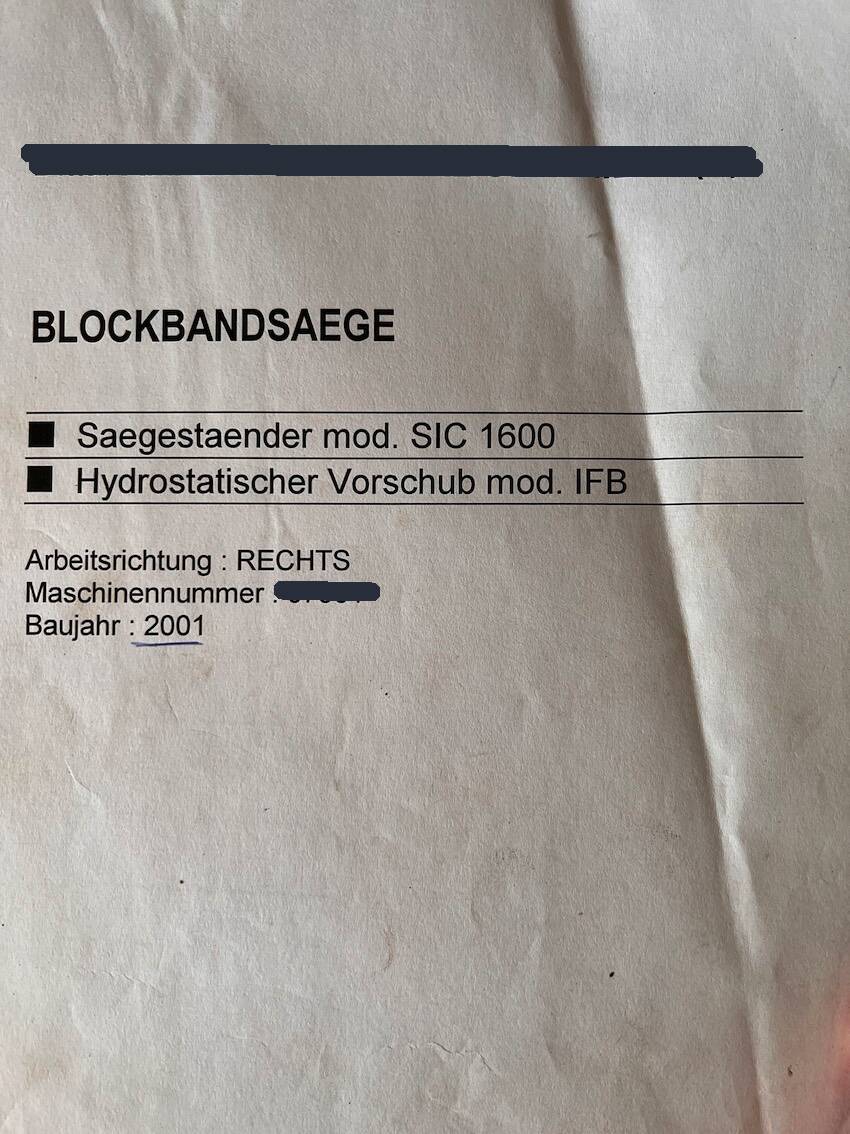 BLOCKBANDSAEGE
Saegestaender mod. SIC 1600
Hydrostatischer Vorschub mod. IFB
Arbeitsrichtung : RECHTS
Maschinennummer :
Baujahr : 2001